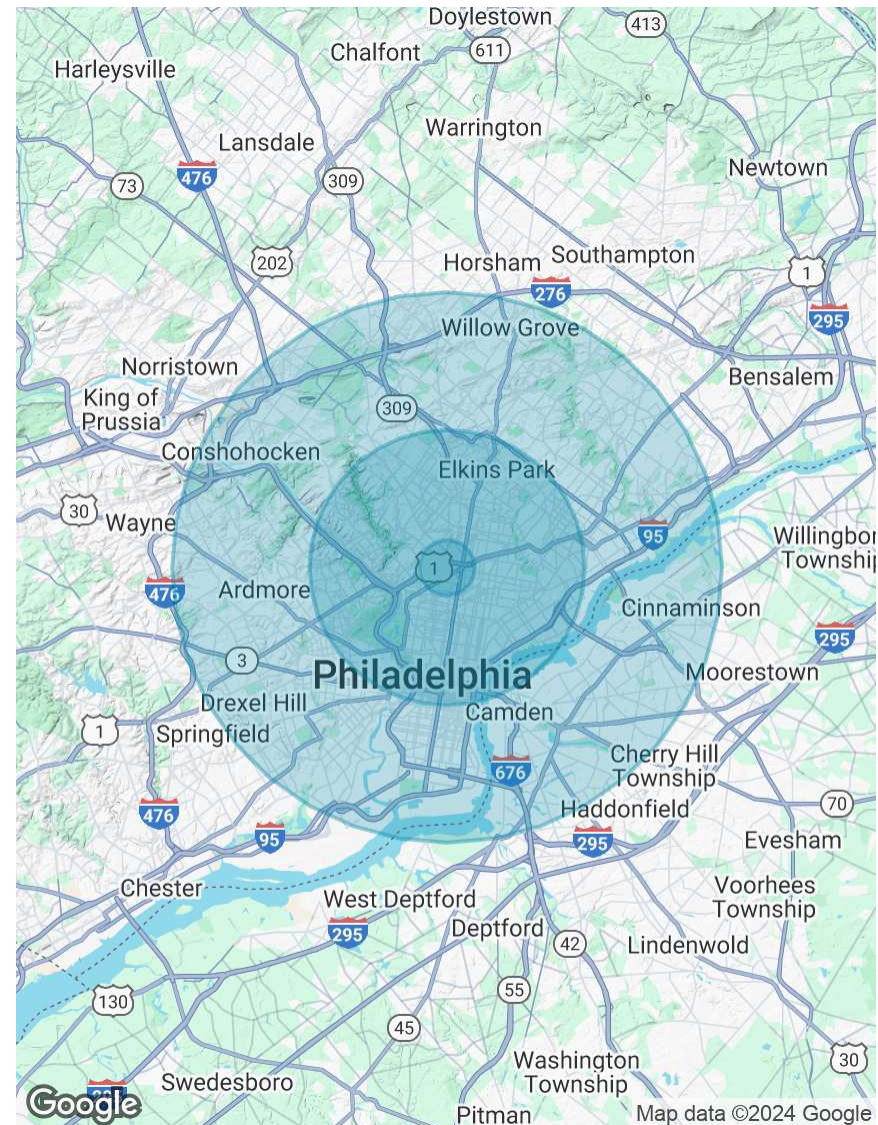 Doylestown
413
611
Chalfont
Harleysville
Warrington
Lansdale
Newtown
476
309
73
202
Horsham
Southampton
1
276
295
Willow Grove
Norristown
Bensalem
King of
Prussia
309
Conshohocken
Elkins Park
30
Wayne
95
Willingbor
Township
1
Ardmore
476
Cinnaminson
295
3
Philadelphia
Moorestown
Drexel Hill
Camden
1
Springfield
Cherry Hill
Township
676
476
95
Haddonfield
70
295
Evesham
Chester
West Deptford
Voorhees
Township
295
Deptford
42
Lindenwold
130
55
45
30
Washington
Township
Swedesboro
Google
Pitman
Map data ©2024 Google